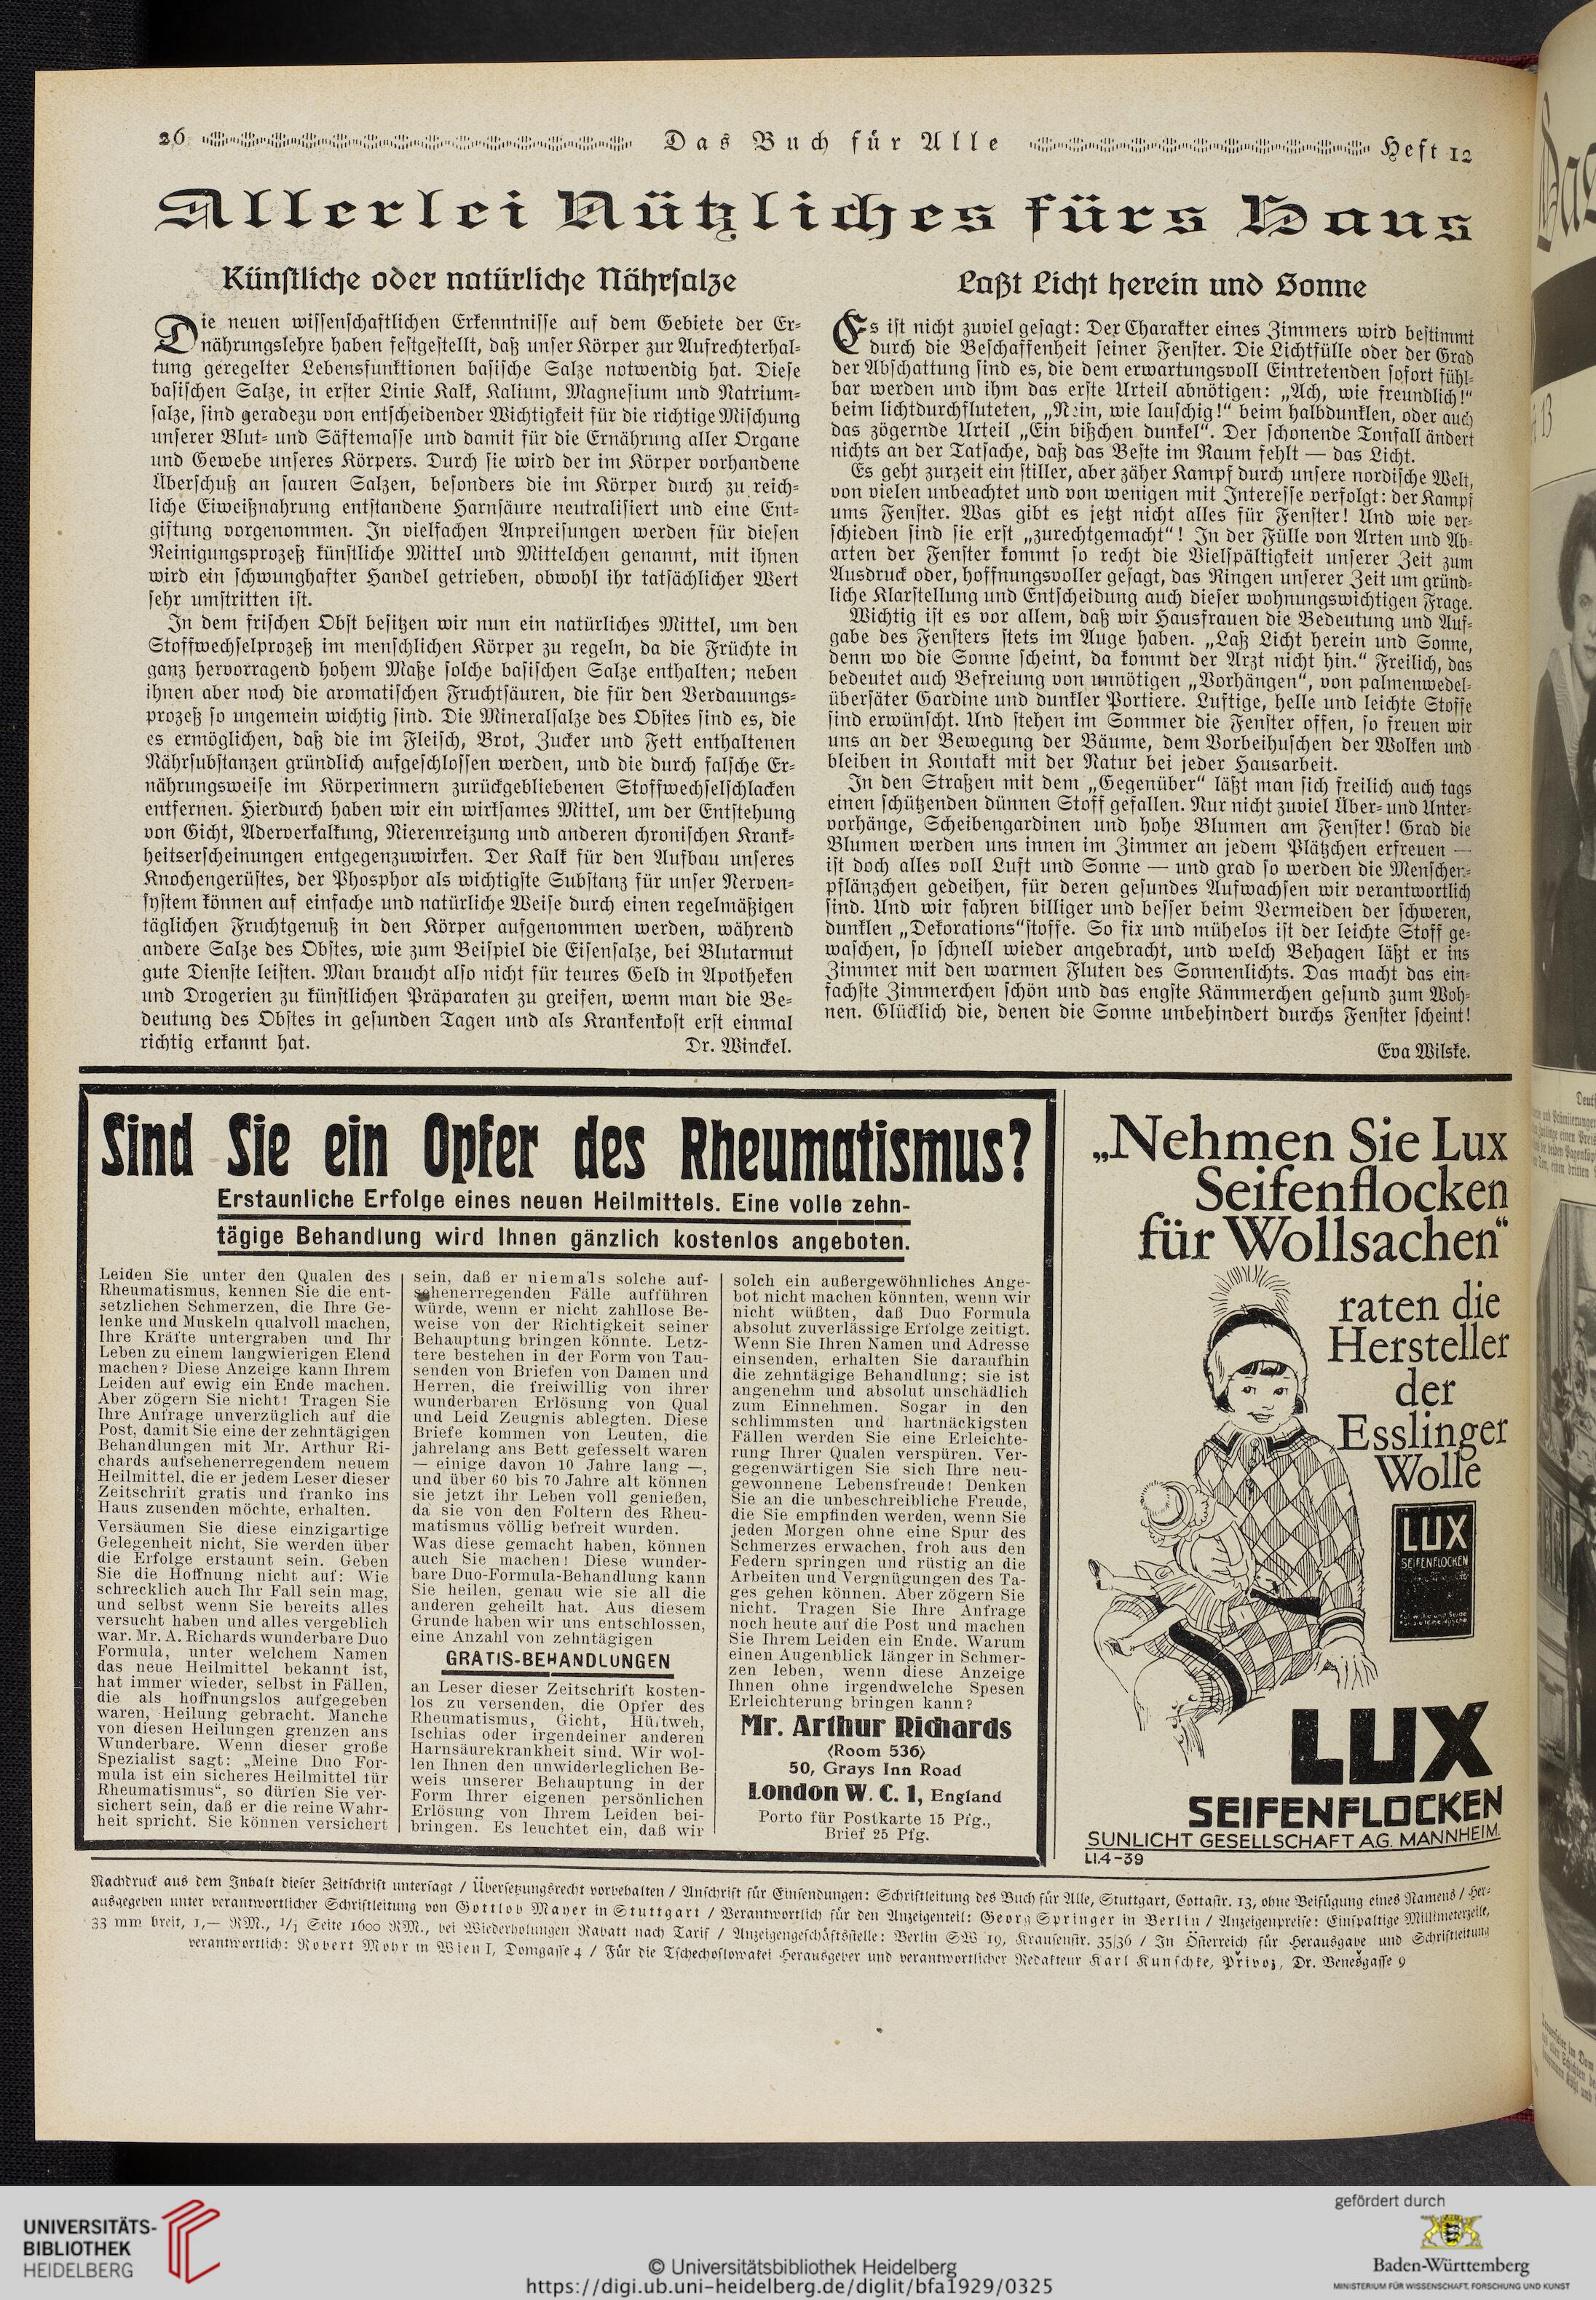 26 Das Buch für Alle Heft 12
Allerlei Nützliches fürs Haus
Künstliche oder natürliche Nährsalze
Die neuen wissenschaftlichen Erkenntnisse auf dem Gebiete der Er-
nährungslehre haben festgestellt, daß unser Körper zur Aufrechterhal-
tung geregelter Lebensfunktionen basische Salze notwendig hat. Diese
basischen Salze, in erster Linie Kalk, Kalium, Magnesium und Natrium-
salze, sind geradezu von entscheidender Wichtigkeit für die richtige Mischung
unserer Blut- und Säftemasse und damit für die Ernährung aller Organe
und Gewebe unseres Körpers. Durch sie wird der im Körper vorhandene
Überschuß an sauren Salzen, besonders die im Körper durch zu reich-
liche Eiweißnahrung entstandene Harnsäure neutralisiert und eine Ent-
giftung vorgenommen. In vielfachen Anpreisungen werden für diesen
Reinigungsprozeß künstliche Mittel und Mittelchen genannt, mit ihnen
wird ein schwunghafter Handel getrieben, obwohl ihr tatsächlicher Wert
sehr umstritten ist.
In dem frischen Obst besitzen wir nun ein natürliches Mittel, um den
Stoffwechselprozeß im menschlichen Körper zu regeln, da die Früchte in
ganz hervorragend hohem Maße solche basischen Salze enthalten; neben
ihnen aber noch die aromatischen Fruchtsäuren, die für den Verdauungs-
prozeß so ungemein wichtig sind. Die Mineralsalze des Obstes sind es, die
es ermöglichen, daß die im Fleisch, Brot, Zucker und Fett enthaltenen
Nährsubstanzen gründlich aufgeschlossen werden, und die durch falsche Er-
nährungsweise im Körperinnern zurückgebliebenen Stoffwechselschlacken
entfernen. Hierdurch haben wir ein wirksames Mittel, um der Entstehung
von Gicht, Aderverkalkung, Nierenreizung und anderen chronischen Krank-
heitserscheinungen entgegenzuwirken. Der Kalk für den Aufbau unseres
Knochengerüstes, der Phosphor als wichtigste Substanz für unser Nerven-
system können auf einfache und natürliche Weise durch einen regelmäßigen
täglichen Fruchtgenuß in den Körper aufgenommen werden, während
andere Salze des Obstes, wie zum Beispiel die Eisensalze, bei Blutarmut
gute Dienste leisten. Man braucht also nicht für teures Geld in Apotheken
und Drogerien zu künstlichen Präparaten zu greifen, wenn man die Be-
deutung des Obstes in gesunden Tagen und als Krankenkost erst einmal
richtig erkannt hat. Dr. Winckel.
Laßt Licht herein und Sonne
Es ist nicht zuviel gesagt: Der Charakter eines Zimmers wird bestimmt
durch die Beschaffenheit seiner Fenster. Die Lichtfülle oder der Grad
der Abschattung sind es, die dem erwartungsvoll Eintretenden sofort fühl-
bar werden und ihm das erste Urteil abnötigen: „Ach, wie freundlich!“
beim lichtdurchfluteten, „Nein, wie lauschig!“ beim halbdunklen, oder auch
das zögernde Urteil „Ein bißchen dunkel“. Der schonende Tonfall ändert
nichts an der Tatsache, daß das Beste im Raum fehlt — das Licht.
Es geht zurzeit ein stiller, aber zäher Kampf durch unsere nordische Welt,
von vielen unbeachtet und von wenigen mit Interesse verfolgt: der Kampf
ums Fenster. Was gibt es jetzt nicht alles für Fenster! Und wie ver-
schieden sind sie erst „zurechtgemacht“! In der Fülle von Arten und Ab-
arten der Fenster kommt so recht die Vielspältigkeit unserer Zeit zum
Ausdruck oder, hoffnungsvoller gesagt, das Ringen unserer Zeit um gründ-
liche Klarstellung und Entscheidung auch dieser wohnungswichtigen Frage.
Wichtig ist es vor allem, daß wir Hausfrauen die Bedeutung und Auf-
gabe des Fensters stets im Auge haben. „Laß Licht herein und Sonne,
denn wo die Sonne scheint, da kommt der Arzt nicht hin.“ Freilich, das
bedeutet auch Befreiung von unnötigen „Vorhängen“, von palmenwedel-
übersäter Gardine und dunkler Portiere. Luftige, helle und leichte Stoffe
sind erwünscht. Und stehen im Sommer die Fenster offen, so freuen wir
uns an der Bewegung der Bäume, dem Vorbeihuschen der Wolken und
bleiben in Kontakt mit der Natur bei jeder Hausarbeit.
In den Straßen mit dem „Gegenüber“ läßt man sich freilich auch tags
einen schützenden dünnen Stoff gefallen. Nur nicht zuviel Über- und Unter-
vorhänge, Scheibengardinen und hohe Blumen am Fenster! Grad die
Blumen werden uns innen im Zimmer an jedem Plätzchen erfreuen —
ist doch alles voll Luft und Sonne — und grad so werden die Menschen-
pflänzchen gedeihen, für deren gesundes Aufwachsen wir verantwortlich
sind. Und wir fahren billiger und besser beim Vermeiden der schweren,
dunklen „Dekorations“stoffe. So fix und mühelos ist der leichte Stoff ge-
waschen, so schnell wieder angebracht, und welch Behagen läßt er ins
Zimmer mit den warmen Fluten des Sonnenlichts. Das macht das ein-
fachste Zimmerchen schön und das engste Kämmerchen gesund zum Woh-
nen. Glücklich die, denen die Sonne unbehindert durchs Fenster scheint!
Eva Wilske.
Sind Sie ein Opfer des Rheumatismus?
Erstaunliche Erfolge eines neuen Heilmittels. Eine volle zehn-
tägige Behandlung wird Ihnen gänzlich kostenlos angeboten.
Leiden Sie unter den Qualen des
Rheumatismus, kennen Sie die ent-
setzlichen Schmerzen, die Ihre Ge-
lenke und Muskeln qualvoll machen,
Ihre Kräfte untergraben und Ihr
Leben zu einem langwierigen Elend
machen? Diese Anzeige kann Ihrem
Leiden auf ewig ein Ende machen.
Aber zögern Sie nicht! Tragen Sie
Ihre Anfrage unverzüglich auf die
Post, damit Sie eine der zehntägigen
Behandlungen mit Mr. Arthur Ri-
chards aufsehenerregendem neuem
Heilmittel, die er jedem Leser dieser
Zeitschrift gratis und franko ins
Haus zusenden möchte, erhalten.
Versäumen Sie diese einzigartige
Gelegenheit nicht, Sie werden über
die Erfolge erstaunt sein. Geben
Sie die Hoffnung nicht auf: Wie
schrecklich auch Ihr Fall sein mag,
und selbst wenn Sie bereits alles
versucht haben und alles vergeblich
war. Mr. A. Richards wunderbare Duo
Formula, unter welchem Namen
das neue Heilmittel bekannt ist,
hat immer wieder, selbst in Fällen,
die als hoffnungslos aufgegeben
waren, Heilung gebracht. Manche
von diesen Heilungen grenzen ans
Wunderbare. Wenn dieser große
Spezialist sagt: „Meine Duo For-
mula ist ein sicheres Heilmittel für
Rheumatismus“, so dürfen Sie ver-
sichert sein, daß er die reine Wahr-
heit spricht. Sie können versichert
sein, daß er niemals solche auf-
sehenerregenden Fälle aufführen
würde, wenn er nicht zahllose Be-
weise von der Richtigkeit seiner
Behauptung bringen könnte. Letz-
tere bestehen in der Form von Tau-
senden von Briefen von Damen und
Herren, die freiwillig von ihrer
wunderbaren Erlösung von Qual
und Leid Zeugnis ablegten. Diese
Briefe kommen von Leuten, die
jahrelang ans Bett gefesselt waren
— einige davon 10 Jahre lang —,
und über 60 bis 70 Jahre alt können
sie jetzt ihr Leben voll genießen,
da sie von den Foltern des Rheu-
matismus völlig befreit wurden.
Was diese gemacht haben, können
auch Sie machen! Diese wunder-
bare Duo-Formula-Behandlung kann
Sie heilen, genau wie sie all die
anderen geheilt hat. Aus diesem
Grunde haben wir uns entschlossen,
eine Anzahl von zehntägigen
GRATIS-BEHANDLUNGEN
an Leser dieser Zeitschrift kosten-
los zu versenden, die Opfer des
Rheumatismus, Gicht, Hüftweh,
Ischias oder irgendeiner anderen
Harnsäurekrankheit sind. Wir wol-
len Ihnen den unwiderleglichen Be-
weis unserer Behauptung in der
Form Ihrer eigenen persönlichen
Erlösung von Ihrem Leiden bei-
bringen. Es leuchtet ein, daß wir
solch ein außergewöhnliches Ange-
bot nicht machen könnten, wenn wir
nicht wüßten, daß Duo Formula
absolut zuverlässige Erfolge zeitigt.
Wenn Sie Ihren Namen und Adresse
einsenden, erhalten Sie daraufhin
die zehntägige Behandlung; sie ist
angenehm und absolut unschädlich
zum Einnehmen. Sogar in den
schlimmsten und hartnäckigsten
Fällen werden Sie eine Erleichte-
rung Ihrer Qualen verspüren. Ver-
gegenwärtigen Sie sich Ihre neu-
gewonnene Lebensfreude! Denken
Sie an die unbeschreibliche Freude,
die Sie empfinden werden, wenn Sie
jeden Morgen ohne eine Spur des
Schmerzes erwachen, froh aus den
Federn springen und rüstig an die
Arbeiten und Vergnügungen des Ta-
ges gehen können. Aber zögern Sie
nicht. Tragen Sie Ihre Anfrage
noch heute auf die Post und machen
Sie Ihrem Leiden ein Ende. Warum
einen Augenblick länger in Schmer-
zen leben, wenn diese Anzeige
Ihnen ohne irgendwelche Spesen
Erleichterung bringen kann?
Mr. Arthur Richards
(Room 536)
50, Grays Inn Road
London W. C. 1, England
Porto für Postkarte 15 Pfg.,
Brief 25 Pfg.
„Nehmen Sie Lux
Seifenflocken
für Wollsachen“
raten die
Hersteller
der
Esslinger
Wolle
LUX
SEIFENFLOCKEN
LUX
SEIFENFLOCKEN
SUNLICHT GESELLSCHAFT A.G. MANNHEIM.
LI.4-39
Nachdruck aus dem Inhalt dieser Zeitschrift untersagt / Übersetzungsrecht vorbehalten / Anschrift für Einsendungen: Schriftleitung des Buch für Alle, Stuttgart, Cottastr. 13, ohne Beifügung eines Namens / Her-
ausgegeben unter verantwortlicher Schriftleitung von Gottlob Mayer in Stuttgart / Verantwortlich für den Anzeigenteil: Georg Springer in Berlin / Anzeigenpreise: Einspaltige Millimeterzeile,
33 mm breit, 1,— RM., 1/1 Seite 1600 RM., bei Wiederholungen Rabatt nach Tarif / Anzeigengeschäftsstelle: Berlin SW 19, Krausenstr. 35/36 / In Österreich für Herausgabe und Schriftleitung
verantwortlich: Robert Mohr in Wien I, Domgasse 4 / Für die Tschechoslowakei Herausgeber und verantwortlicher Redakteur Karl Kunschke, Přivoz, Dr. Benešgasse 9
UNIVERSITÄTS-
BIBLIOTHEK
HEIDELBERG
© Universitätsbibliothek Heidelberg
https://digi.ub.uni-heidelberg.de/diglit/bfa1929/0325
gefördert durch
Baden-Württemberg
MINISTERIUM FÜR WISSENSCHAFT, FORSCHUNG UND KUNST